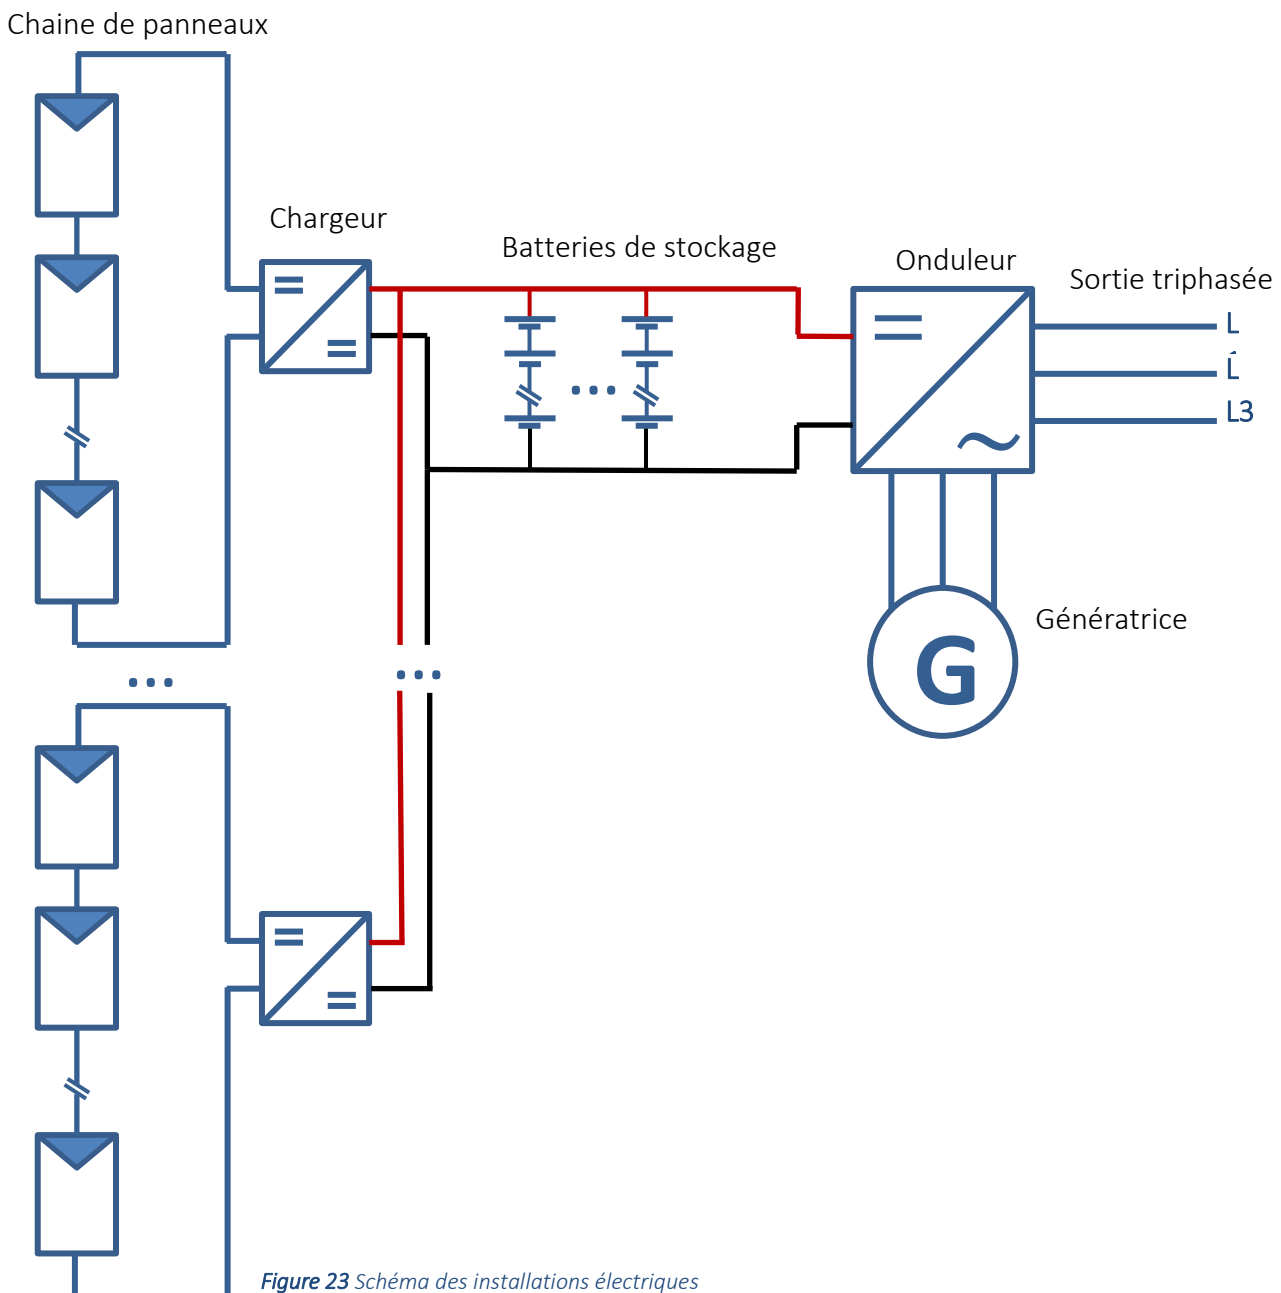 Chaine de panneaux
Chargeur
Batteries de stockage
Onduleur
Sortie triphasée
L
L
L3
Génératrice
G
Figure 23 Schéma des installations électriques